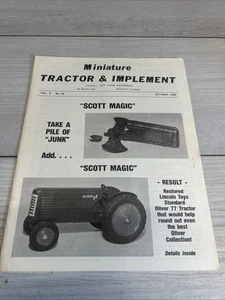 Miniature
TRACTOR & IMPLEMENT
OCTOBER
"SCOTT MAGIC"
TAKE A
PILE OF
"JUNK"
Add. . . .
"SCOTT MAGIC"
- RESULT -
Restored
Lincoln Toys
Standard
Oliver 77 Tractor
that would help
round out even
the best
Oliver
Collection!
Details Inside